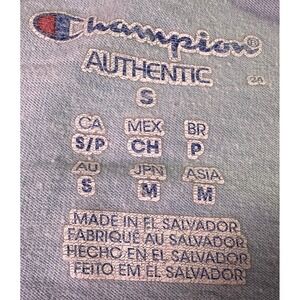 Champion®
AUTHENTIC
S
CA MEX BR
S/P CH P
AU JPN ASIA
S M M
MADE IN EL SALVADOR
FABRIQUÉ AU SALVADOR
HECHO EN EL SALVADOR
FEITO EM EL SALVADOR